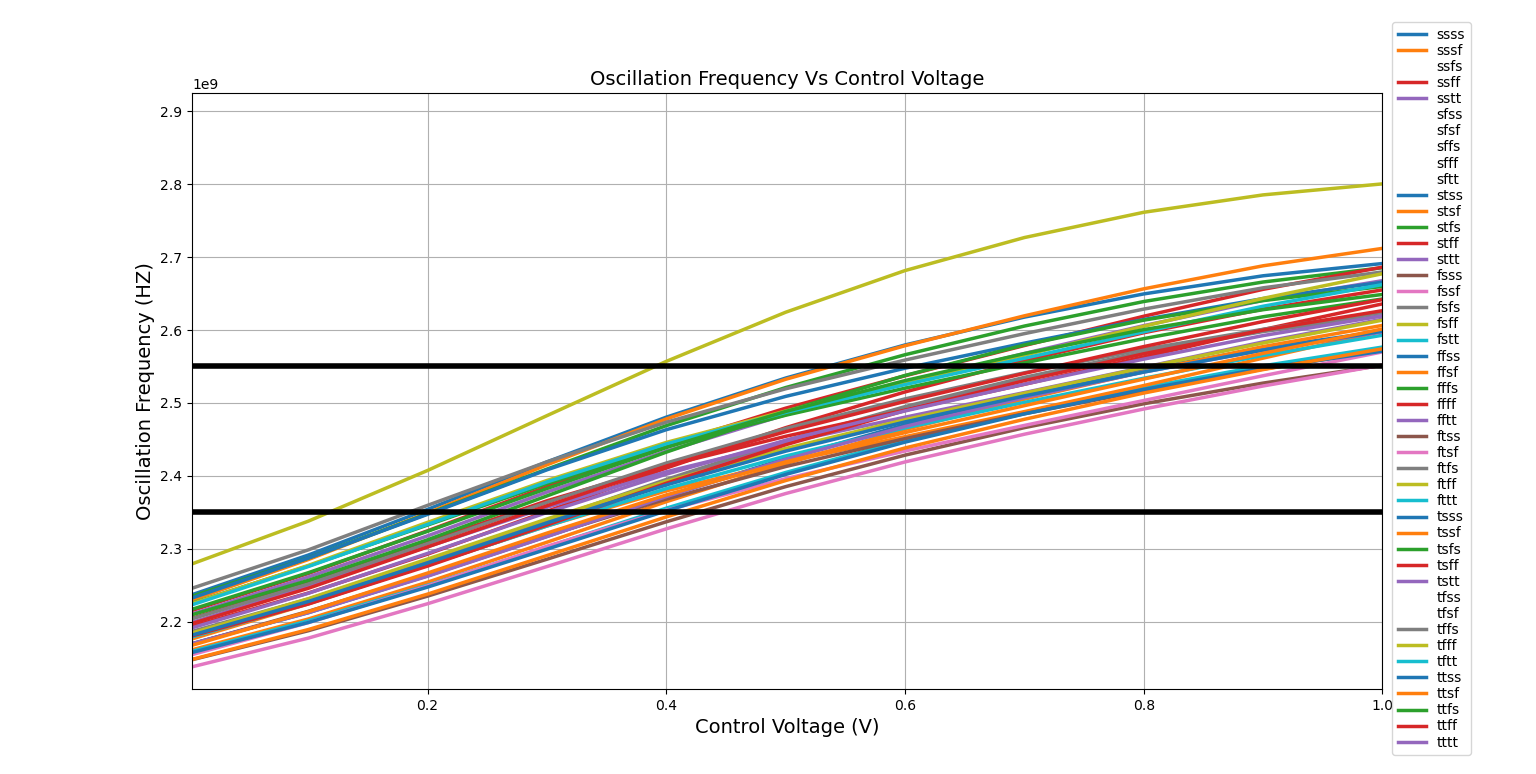 Oscillation Frequency Vs Control Voltage
1e9
2.9
2.8
2.7
2.6
2.5
2.4
2.3
2.2
Oscillation Frequency (HZ)
0.2
0.4
0.6
0.8
1.0
Control Voltage (V)
ssss
sssf
ssfs
ssff
sstt
sfss
sfsf
sffs
sfff
sftt
stss
stsf
stfs
stff
sttt
fsss
fssf
fsfs
fsff
fstt
ffss
ffsf
fffs
ffff
fftt
ftss
ftsf
ftfs
ftff
fttt
tsss
tssf
tsfs
tsff
tstt
tfss
tfsf
tffs
tfff
tftt
ttss
ttsf
ttfs
ttff
tttt